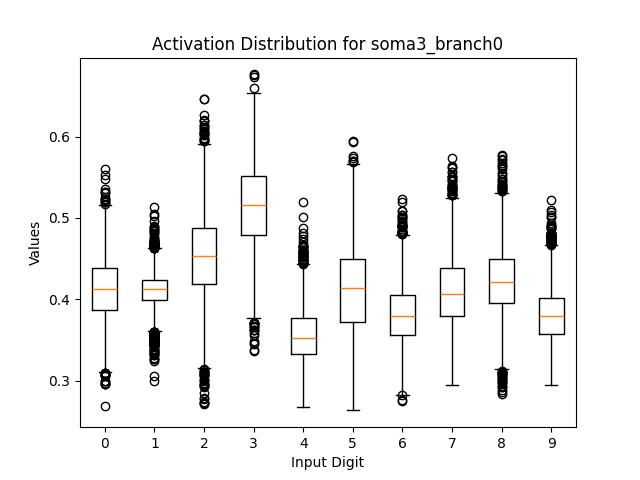 Activation Distribution for soma3_branch0
Values
0.6
0.5
0.4
0.3
0 1 2 3 4 5 6 7 8 9
Input Digit